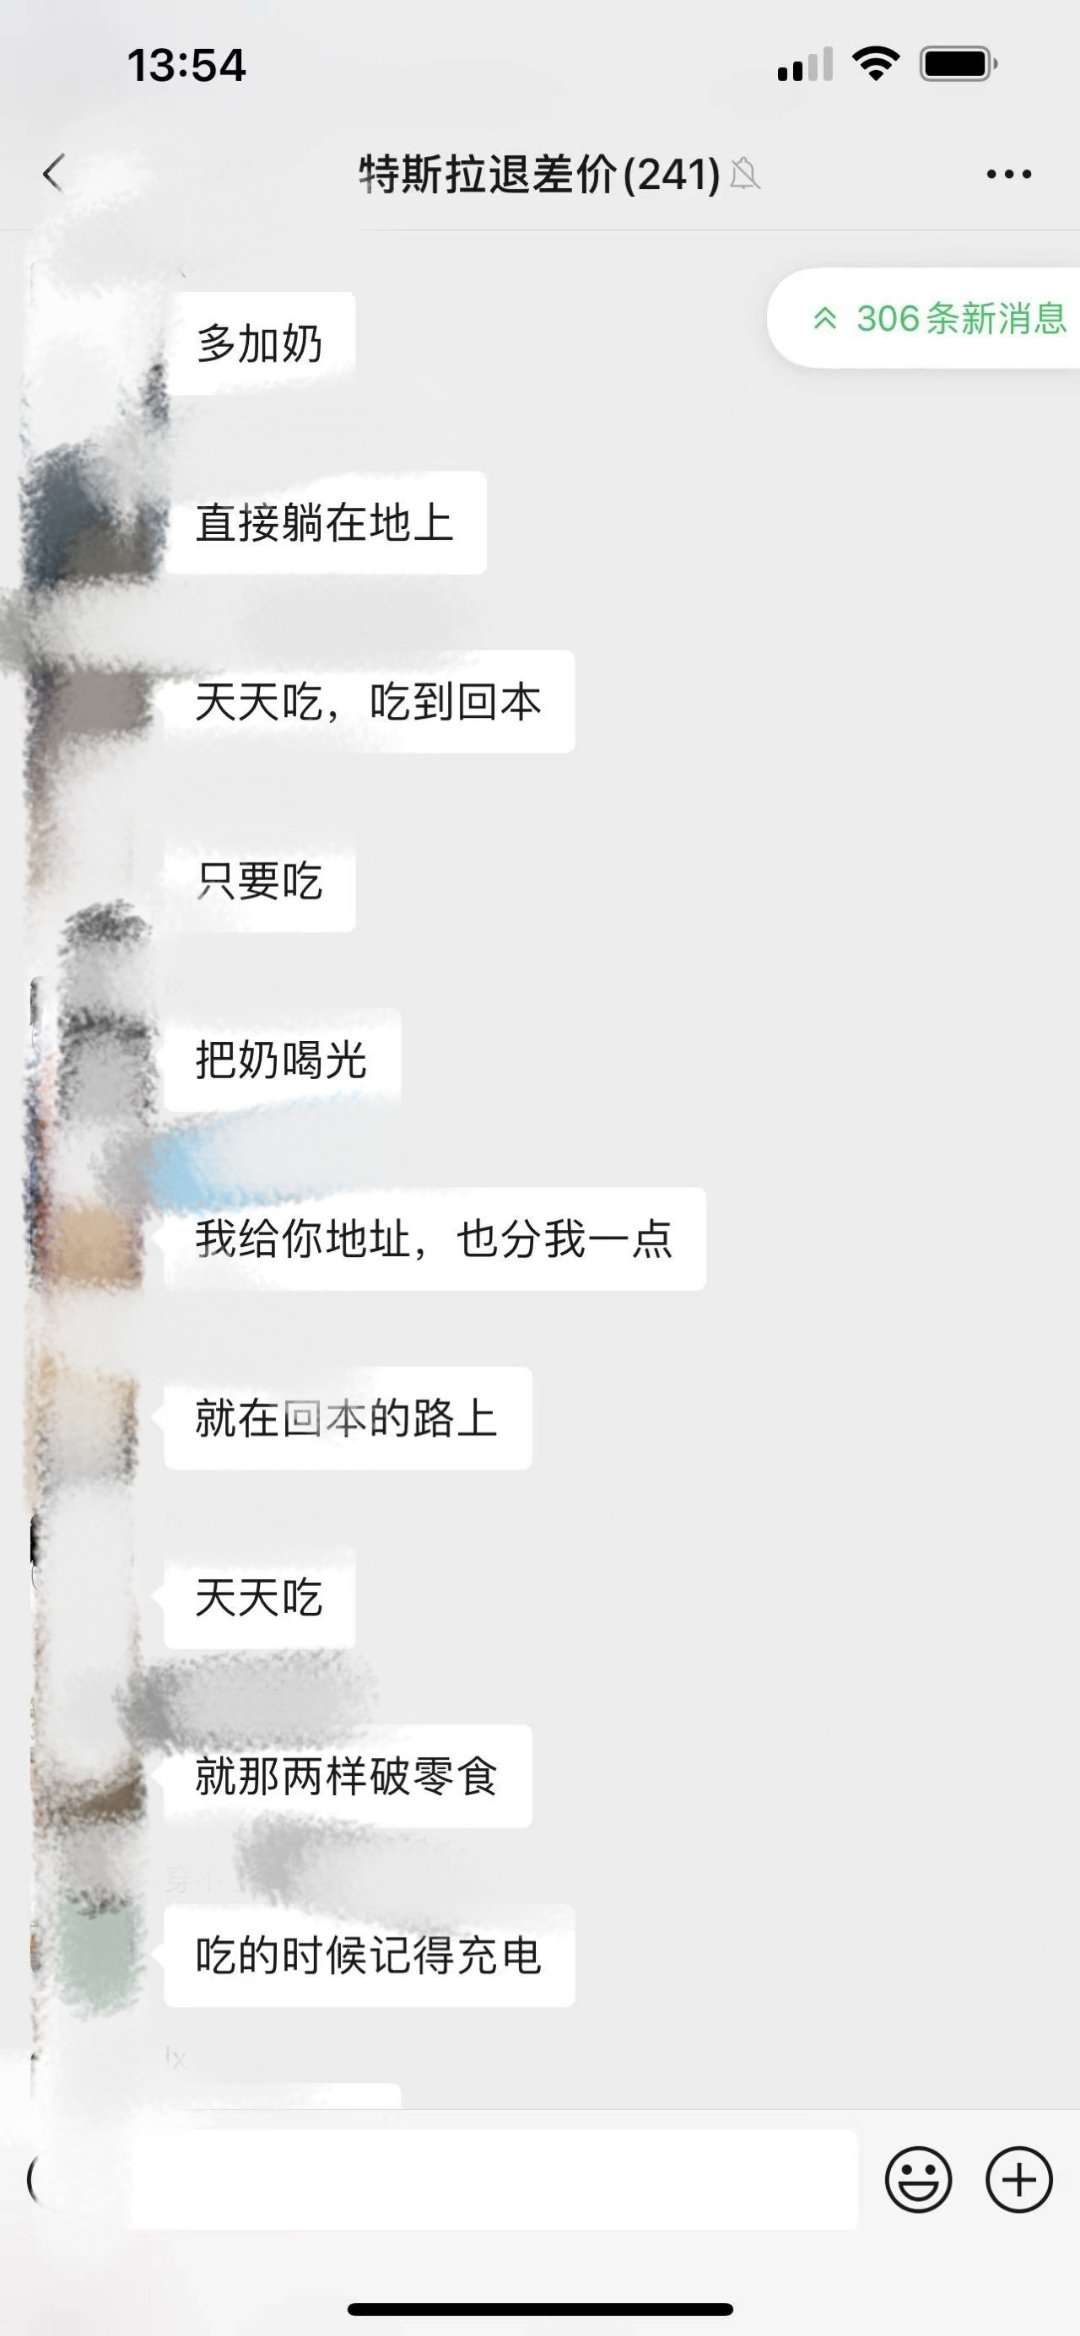 13:54
特斯拉退差价(241)
306条新消息
多加奶
直接躺在地上
天天吃，吃到回本
只要吃
把奶喝光
我给你地址，也分我一点
就在回本的路上
天天吃
就那两样破零食
穿不
吃的时候记得充电
lx